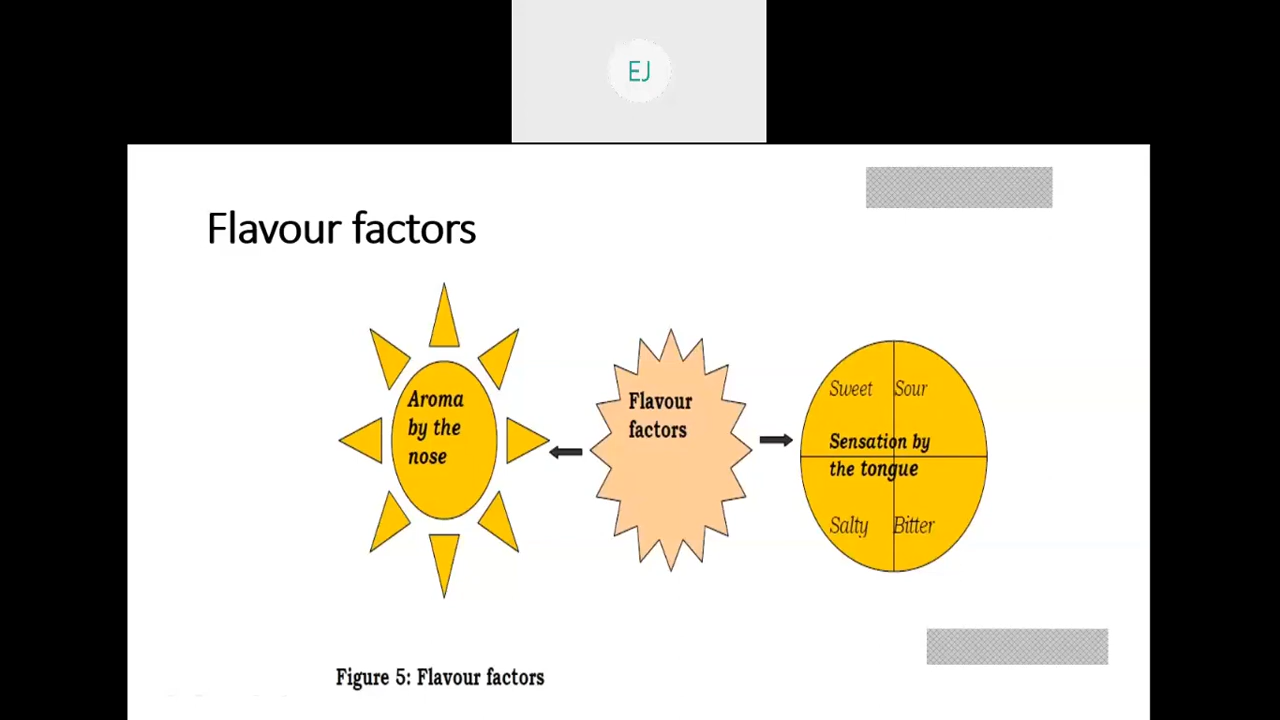 EJ
Flavour factors
Aroma
by the
nose
Flavour
factors
Sweet Sour
Sensation by
the tongue
Salty Bitter
Figure 5: Flavour factors